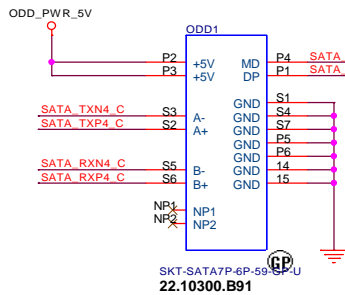 ODD_PWR_5V
ODD1
P2 +5V MD P4 SATA_
P3 +5V DP P1 SATA_
GND S1
SATA_TXN4_C S3 A- GND S4
SATA_TXP4_C S2 A+ GND S7
GND P5
GND P6
SATA_RXN4_C S5 B- GND 14
SATA_RXP4_C S6 B+ GND 15
NP1 NP1
NP2 NP2
GP
SKT-SATA7P-6P-59-GP-U
22.10300.B91